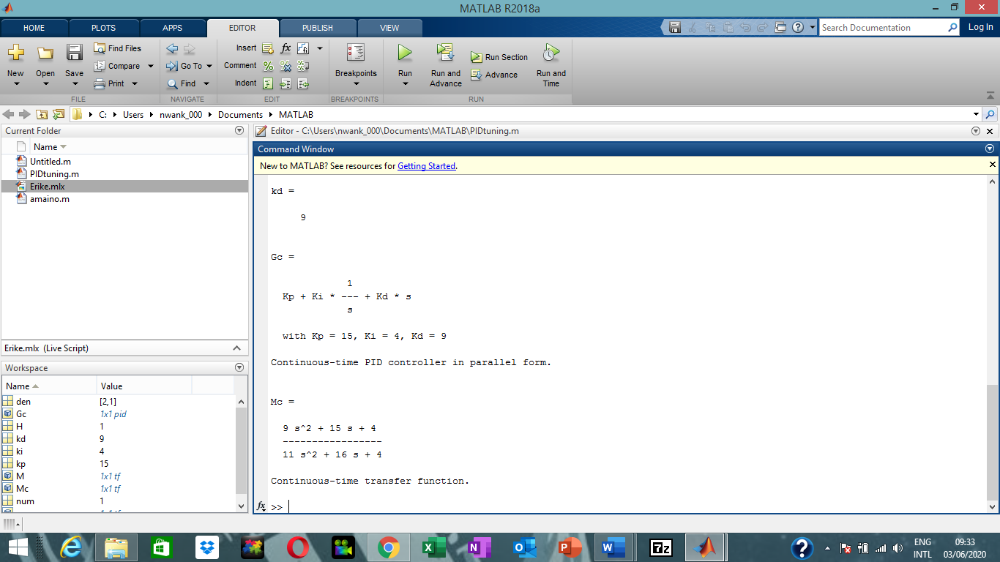 MATLAB R2018a
HOME PLOTS APPS EDITOR PUBLISH VIEW
Search Documentation Log In
New Open Save Find Files Compare Print
Go To Find
Insert fx
Comment
Indent
Breakpoints
Run Run and Advance Run Section Advance Run and Time
FILE NAVIGATE EDIT BREAKPOINTS RUN
C: Users nwank_000 Documents MATLAB
Current Folder
Name
Untitled.m
PIDtuning.m
Erike.mlx
amaino.m
Erike.mlx (Live Script)
Workspace
Name Value
den [2,1]
Gc 1x1 pid
H 1
kd 9
ki 4
kp 15
M 1x1 tf
Mc 1x1 tf
num 1
Editor - C:\Users\nwank_000\Documents\MATLAB\PIDtuning.m
Command Window
New to MATLAB? See resources for Getting Started.
kd =
9
Gc =
1
Kp + Ki * --- + Kd * s
s
with Kp = 15, Ki = 4, Kd = 9
Continuous-time PID controller in parallel form.
Mc =
9 s^2 + 15 s + 4
-----------------
11 s^2 + 16 s + 4
Continuous-time transfer function.
fx >>
ENG 09:33
INTL 03/06/2020